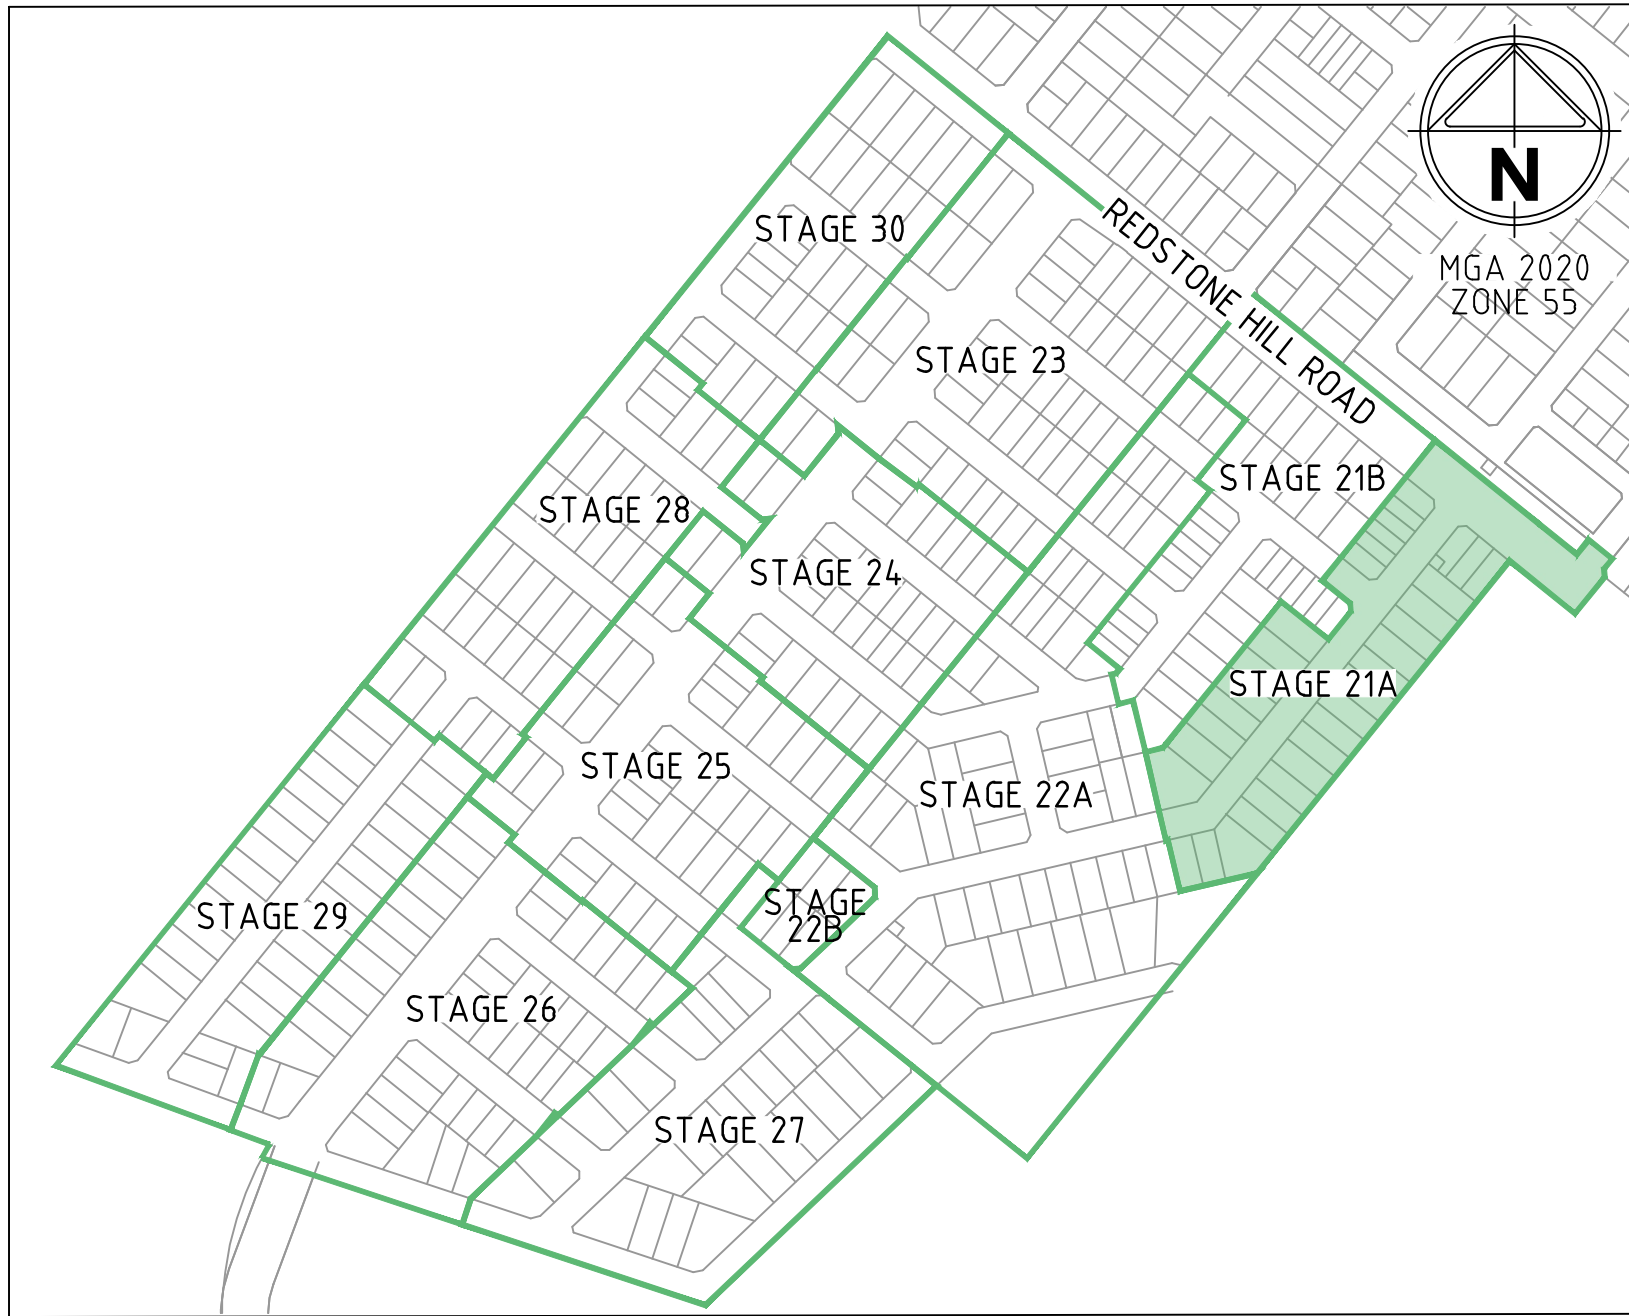 N
MGA 2020
ZONE 55
REDSTONE HILL ROAD
STAGE 30
STAGE 23
STAGE 21B
STAGE 28
STAGE 24
STAGE 21A
STAGE 25
STAGE 22A
STAGE
22B
STAGE 29
STAGE 26
STAGE 27